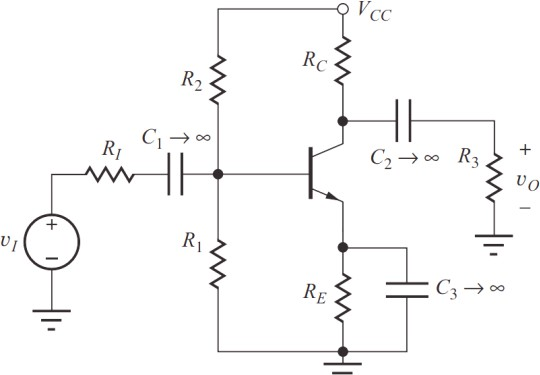 V_CC
R_C
R_2
C_1 → ∞
R_I
C_2 → ∞
R_3
+
v_O
−
+
v_I
−
R_1
R_E
C_3 → ∞